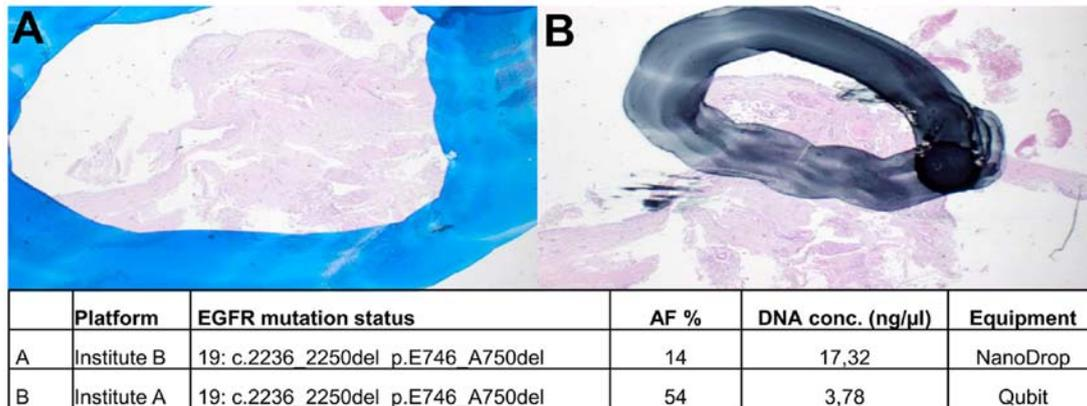 A B
Platform EGFR mutation status AF % DNA conc. (ng/µl) Equipment
A Institute B 19: c.2236_2250del p.E746_A750del 14 17,32 NanoDrop
B Institute A 19: c.2236_2250del p.E746_A750del 54 3,78 Qubit